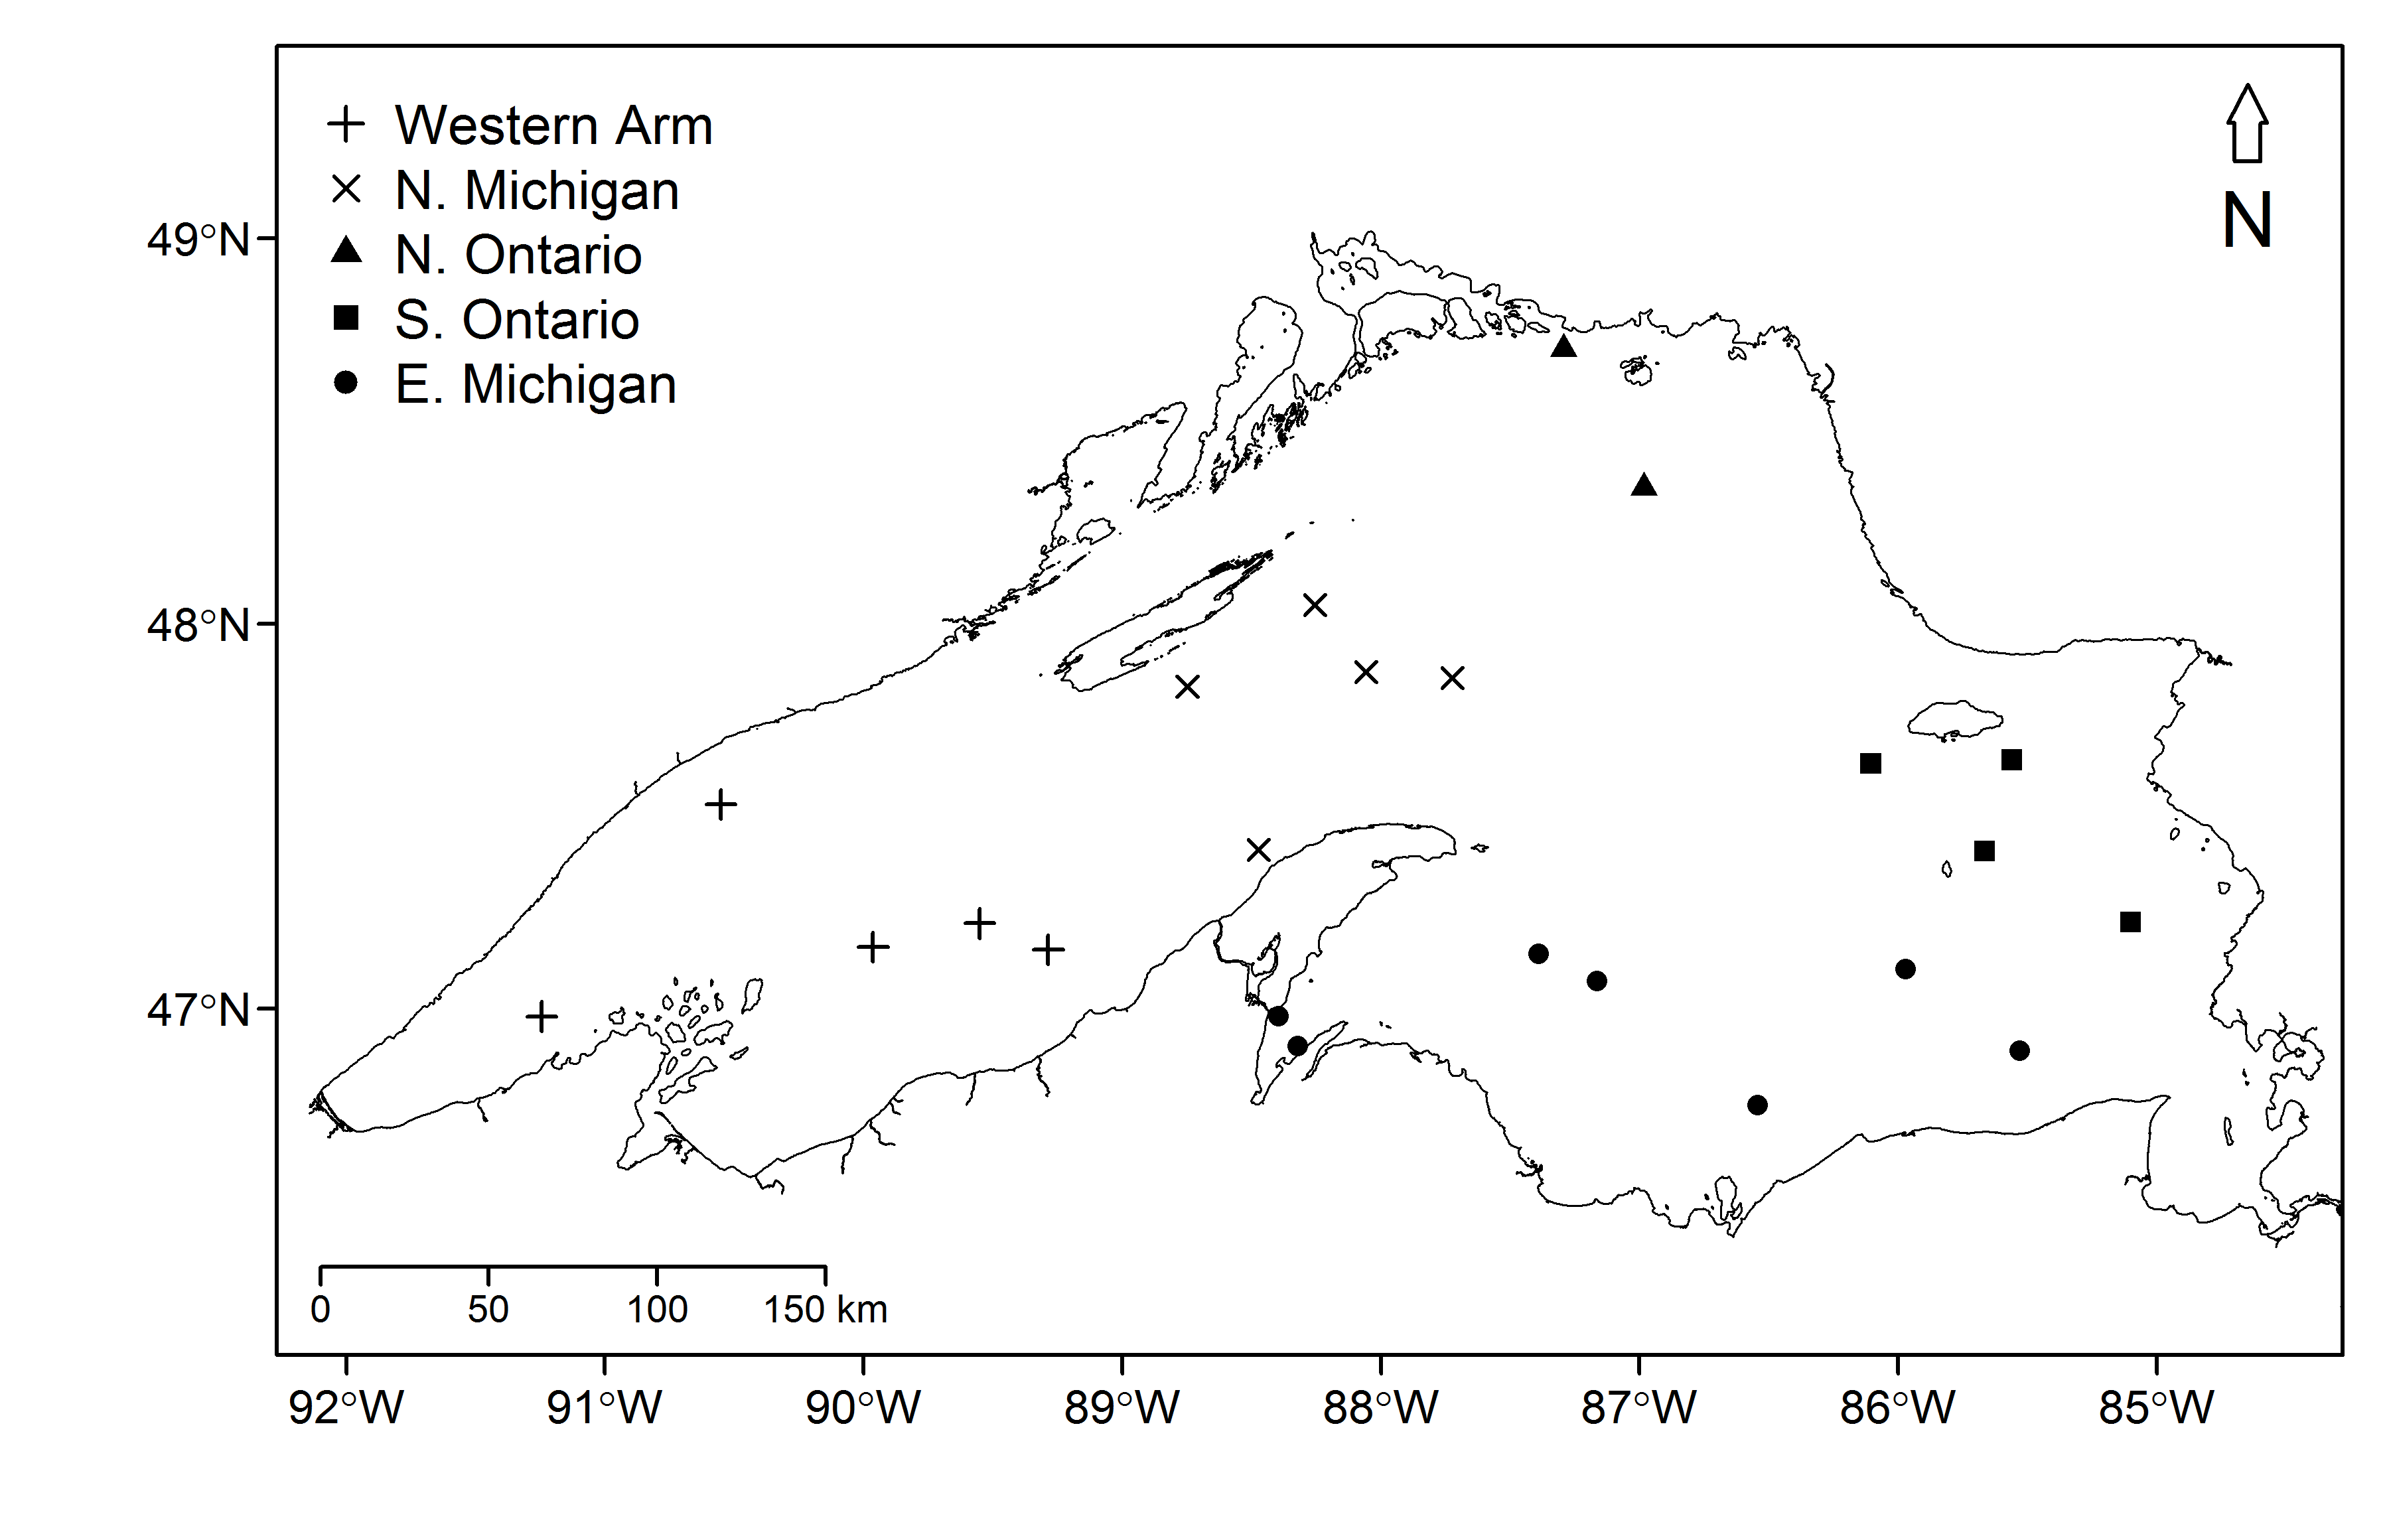 Western Arm
N. Michigan
N. Ontario
S. Ontario
E. Michigan
N
49°N
48°N
47°N
0 50 100 150 km
92°W 91°W 90°W 89°W 88°W 87°W 86°W 85°W